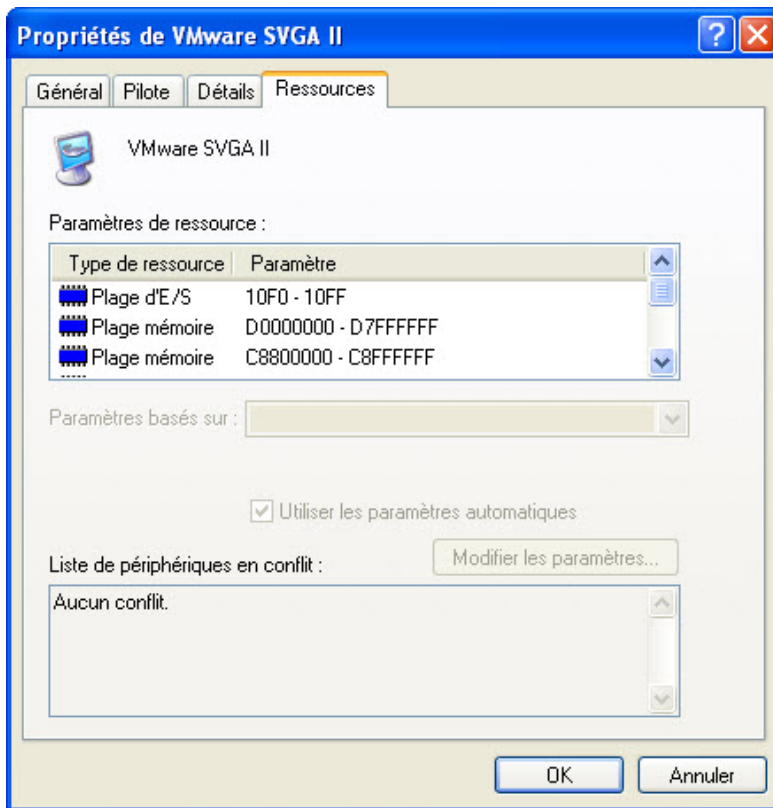 Propriétés de VMware SVGA II
Général Pilote Détails Ressources
VMware SVGA II
Paramètres de ressource :
Type de ressource Paramètre
Plage d'E/S 10F0 - 10FF
Plage mémoire D0000000 - D7FFFFFF
Plage mémoire C8800000 - C8FFFFFF
Paramètres basés sur :
Utiliser les paramètres automatiques
Liste de périphériques en conflit : Modifier les paramètres...
Aucun conflit.
OK Annuler